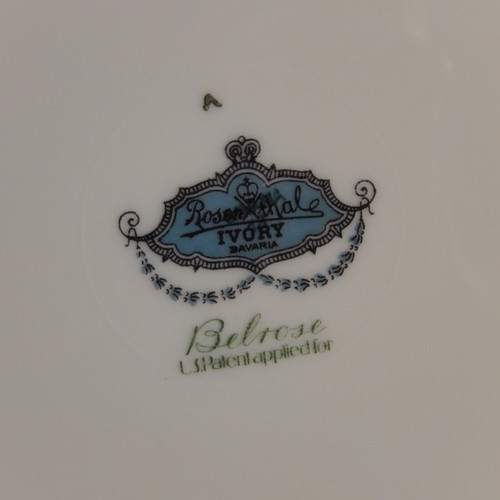 A
Rosenthal
IVORY
BAVARIA
Belrose
U.S. Patent applied for